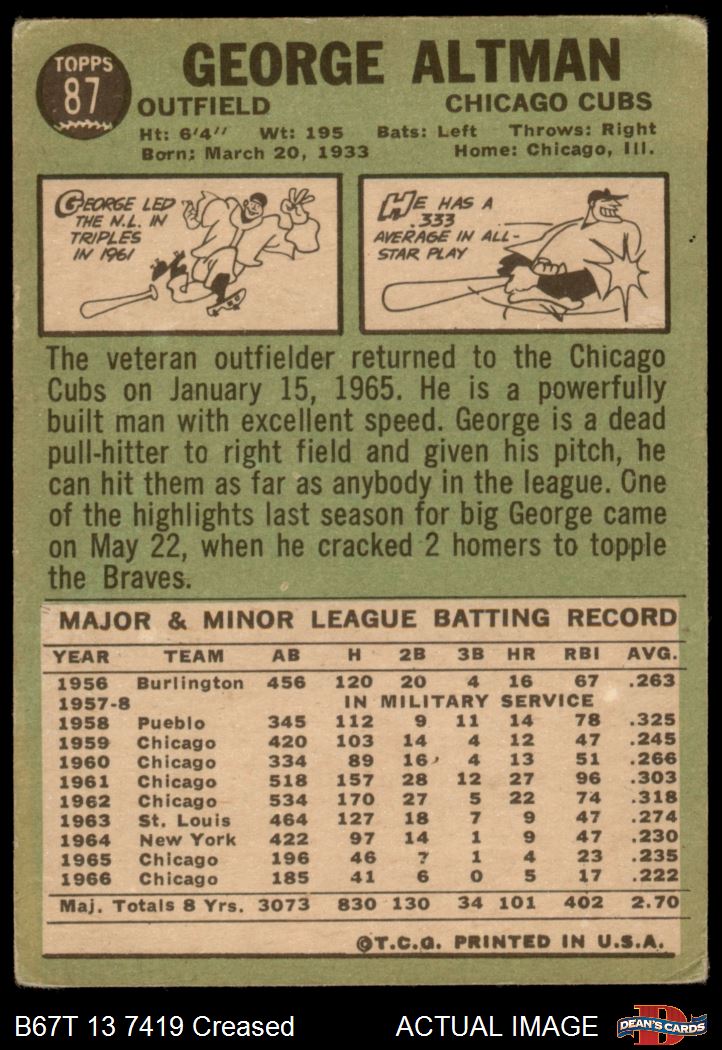 TOPPS
87
GEORGE ALTMAN
OUTFIELD CHICAGO CUBS
Ht: 6'4" Wt: 195 Bats: Left Throws: Right
Born: March 20, 1933 Home: Chicago, Ill.
GEORGE LED
THE N.L. IN
TRIPLES
IN 1961
HE HAS A
.333
AVERAGE IN ALL-
STAR PLAY
The veteran outfielder returned to the Chicago
Cubs on January 15, 1965. He is a powerfully
built man with excellent speed. George is a dead
pull-hitter to right field and given his pitch, he
can hit them as far as anybody in the league. One
of the highlights last season for big George came
on May 22, when he cracked 2 homers to topple
the Braves.
MAJOR & MINOR LEAGUE BATTING RECORD
YEAR TEAM AB H 2B 3B HR RBI AVG.
1956 Burlington 456 120 20 4 16 67 .263
1957-8 IN MILITARY SERVICE
1958 Pueblo 345 112 9 11 14 78 .325
1959 Chicago 420 103 14 4 12 47 .245
1960 Chicago 334 89 16 4 13 51 .266
1961 Chicago 518 157 28 12 27 96 .303
1962 Chicago 534 170 27 5 22 74 .318
1963 St. Louis 464 127 18 7 9 47 .274
1964 New York 422 97 14 1 9 47 .230
1965 Chicago 196 46 7 1 4 23 .235
1966 Chicago 185 41 6 0 5 17 .222
Maj. Totals 8 Yrs. 3073 830 130 34 101 402 2.70
©T.C.G. PRINTED IN U.S.A.
B67T 13 7419 Creased ACTUAL IMAGE
D
DEAN'S CARDS